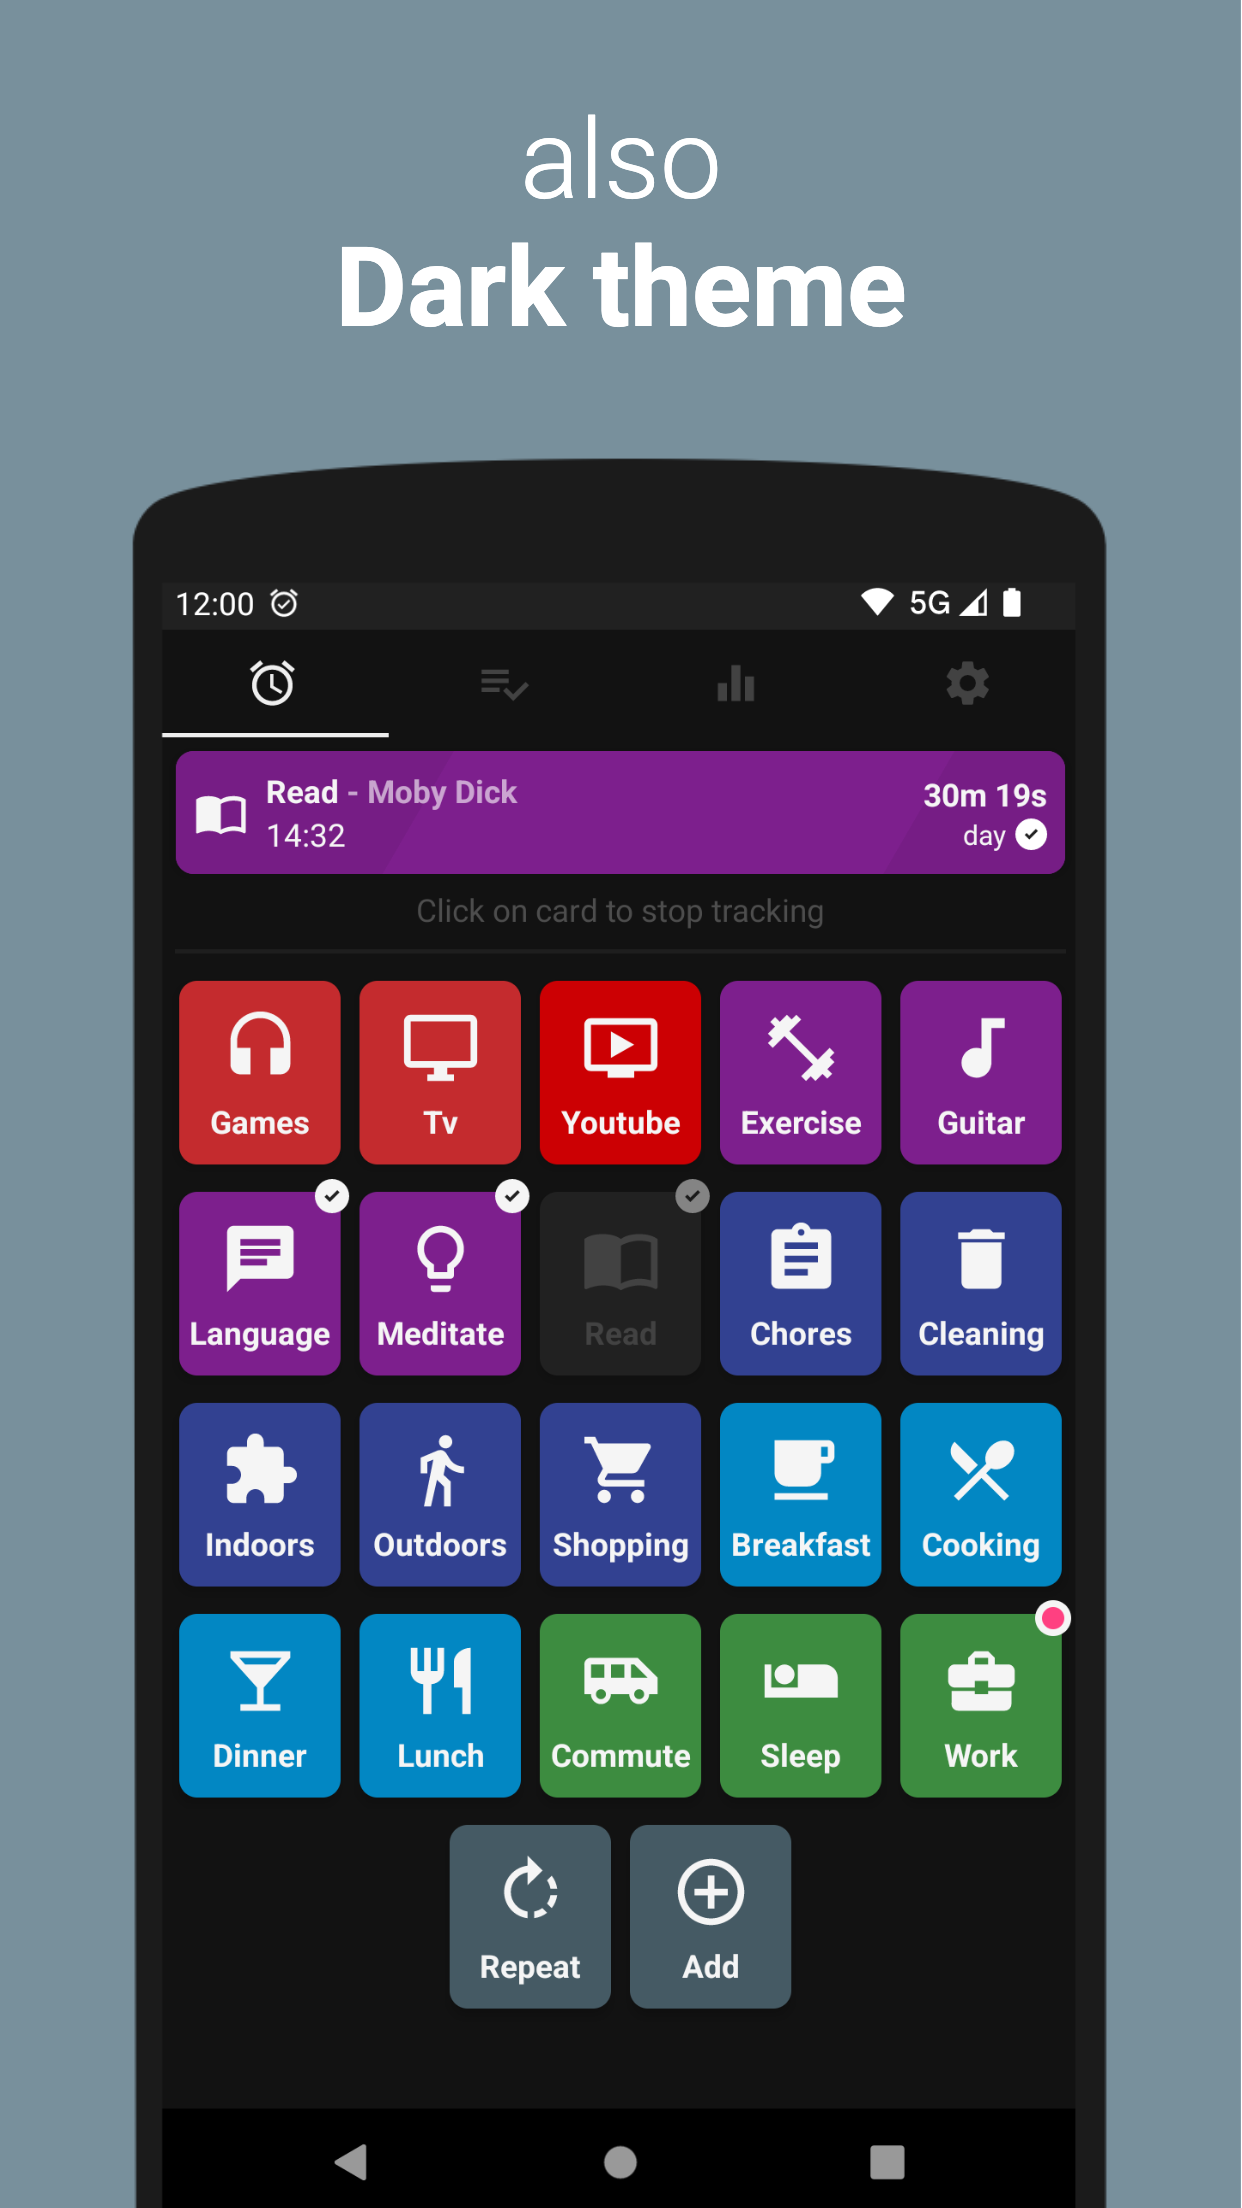 also
Dark theme
12:00
5G
Read - Moby Dick
14:32
30m 19s
day
Click on card to stop tracking
Games
Tv
Youtube
Exercise
Guitar
Language
Meditate
Read
Chores
Cleaning
Indoors
Outdoors
Shopping
Breakfast
Cooking
Dinner
Lunch
Commute
Sleep
Work
Repeat
Add